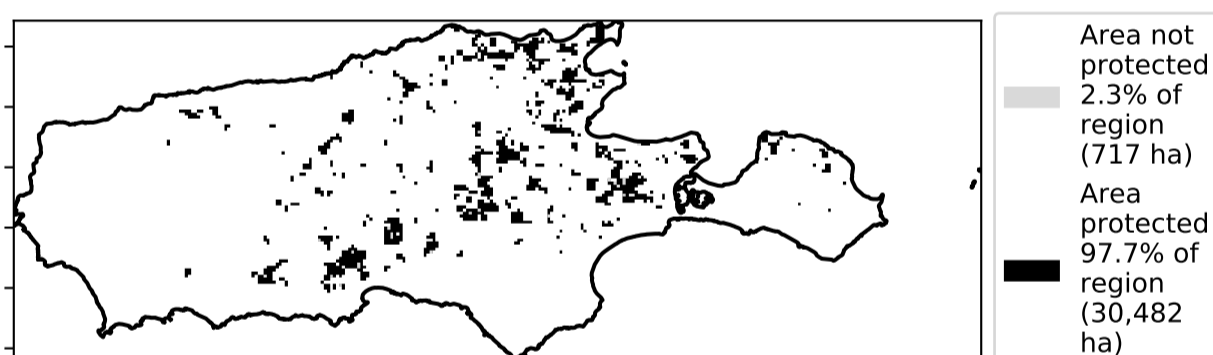 Area not
protected
2.3% of
region
(717 ha)
Area
protected
97.7% of
region
(30,482
ha)